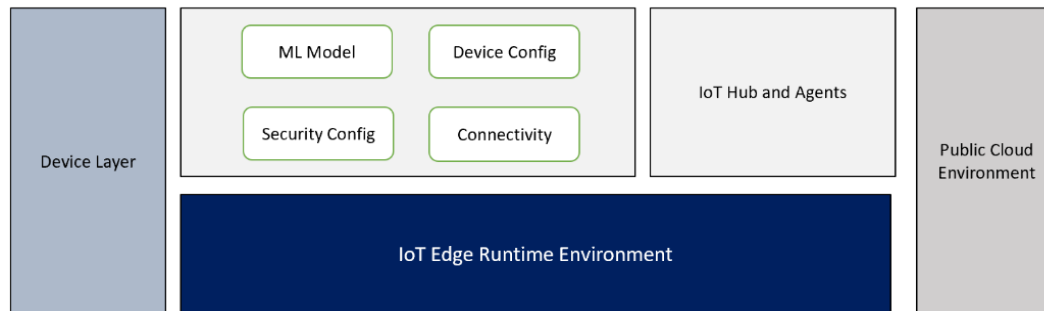 Device Layer
ML Model
Device Config
Security Config
Connectivity
IoT Hub and Agents
IoT Edge Runtime Environment
Public Cloud
Environment